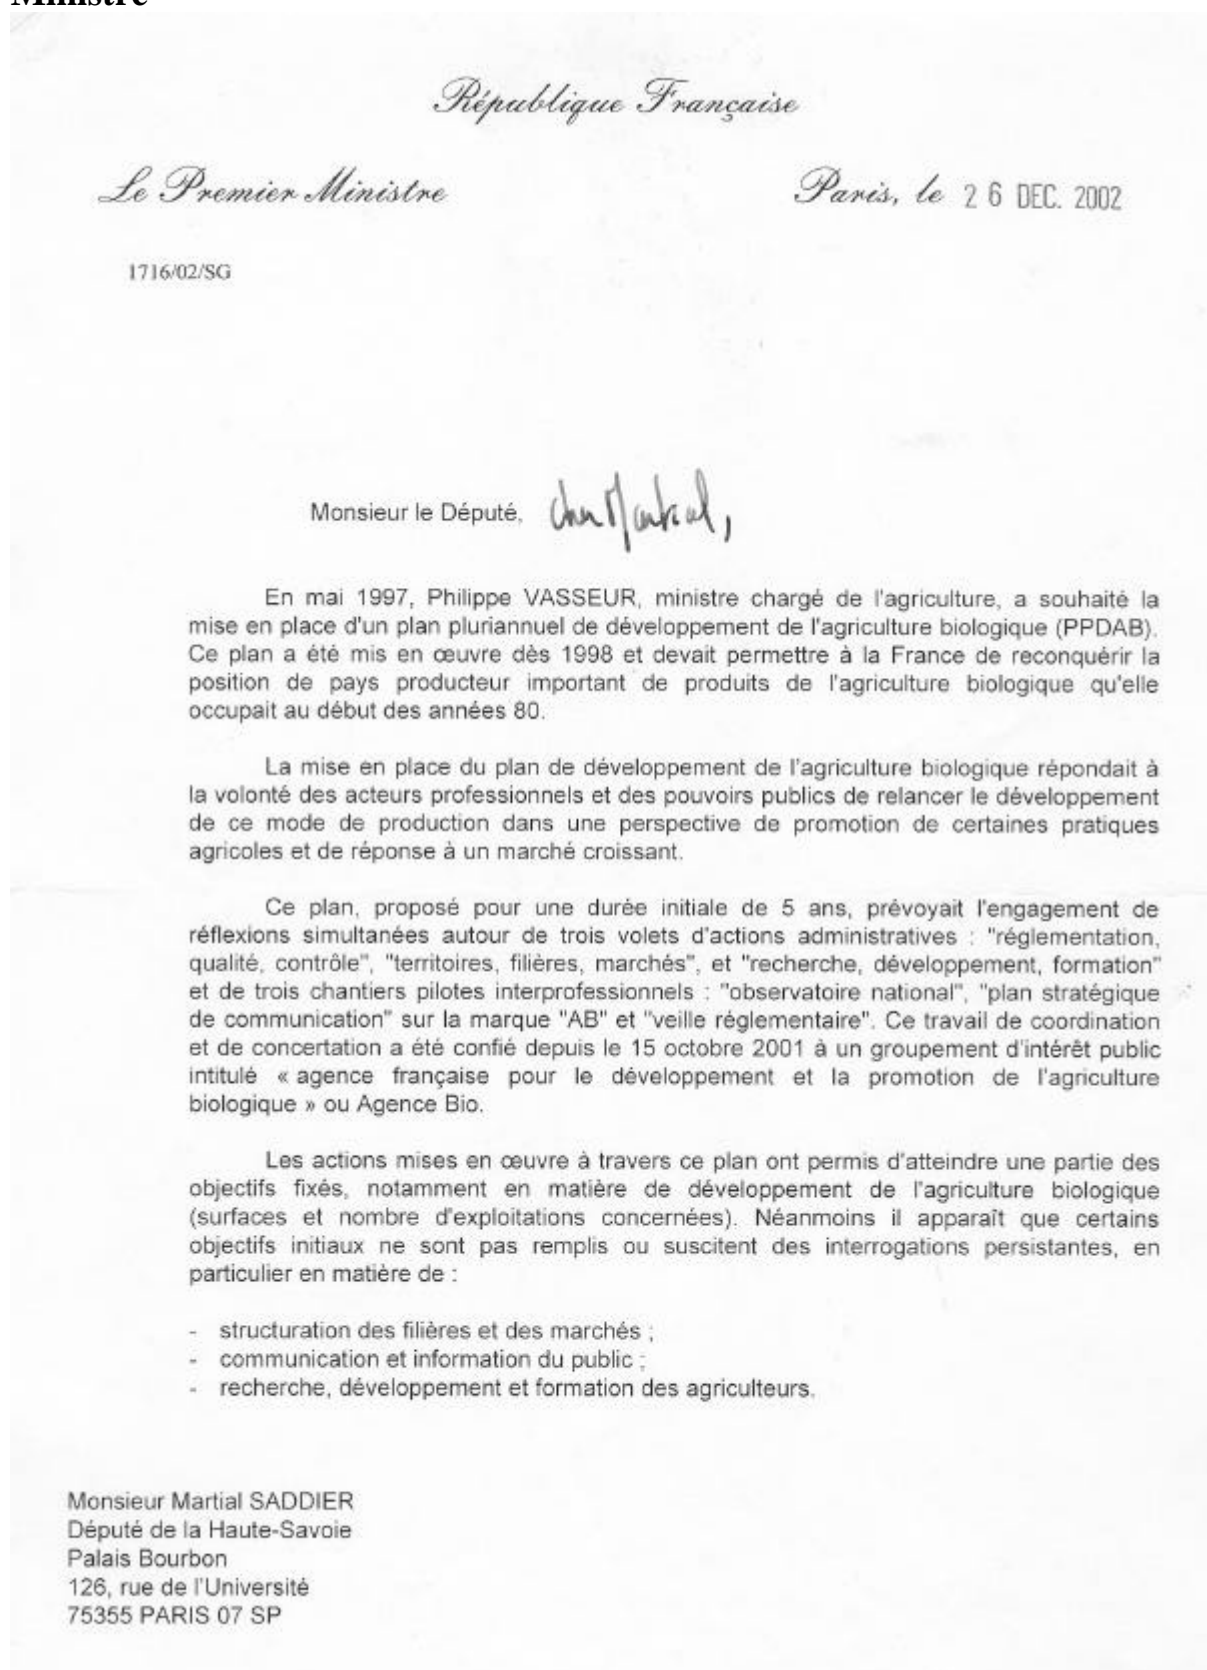 Ministre
République Française
Le Premier Ministre
Paris, le 26 DEC. 2002
1716/02/SG
Monsieur le Député, Cher Martial,
En mai 1997, Philippe VASSEUR, ministre chargé de l'agriculture, a souhaité la
mise en place d'un plan pluriannuel de développement de l'agriculture biologique (PPDAB).
Ce plan a été mis en œuvre dès 1998 et devait permettre à la France de reconquérir la
position de pays producteur important de produits de l'agriculture biologique qu'elle
occupait au début des années 80.
La mise en place du plan de développement de l'agriculture biologique répondait à
la volonté des acteurs professionnels et des pouvoirs publics de relancer le développement
de ce mode de production dans une perspective de promotion de certaines pratiques
agricoles et de réponse à un marché croissant.
Ce plan, proposé pour une durée initiale de 5 ans, prévoyait l'engagement de
réflexions simultanées autour de trois volets d'actions administratives : "réglementation,
qualité, contrôle", "territoires, filières, marchés", et "recherche, développement, formation"
et de trois chantiers pilotes interprofessionnels : "observatoire national", "plan stratégique
de communication" sur la marque "AB" et "veille réglementaire". Ce travail de coordination
et de concertation a été confié depuis le 15 octobre 2001 à un groupement d'intérêt public
intitulé « agence française pour le développement et la promotion de l'agriculture
biologique » ou Agence Bio.
Les actions mises en œuvre à travers ce plan ont permis d'atteindre une partie des
objectifs fixés, notamment en matière de développement de l'agriculture biologique
(surfaces et nombre d'exploitations concernées). Néanmoins il apparaît que certains
objectifs initiaux ne sont pas remplis ou suscitent des interrogations persistantes, en
particulier en matière de :
- structuration des filières et des marchés ;
- communication et information du public ;
- recherche, développement et formation des agriculteurs.
Monsieur Martial SADDIER
Député de la Haute-Savoie
Palais Bourbon
126, rue de l'Université
75355 PARIS 07 SP